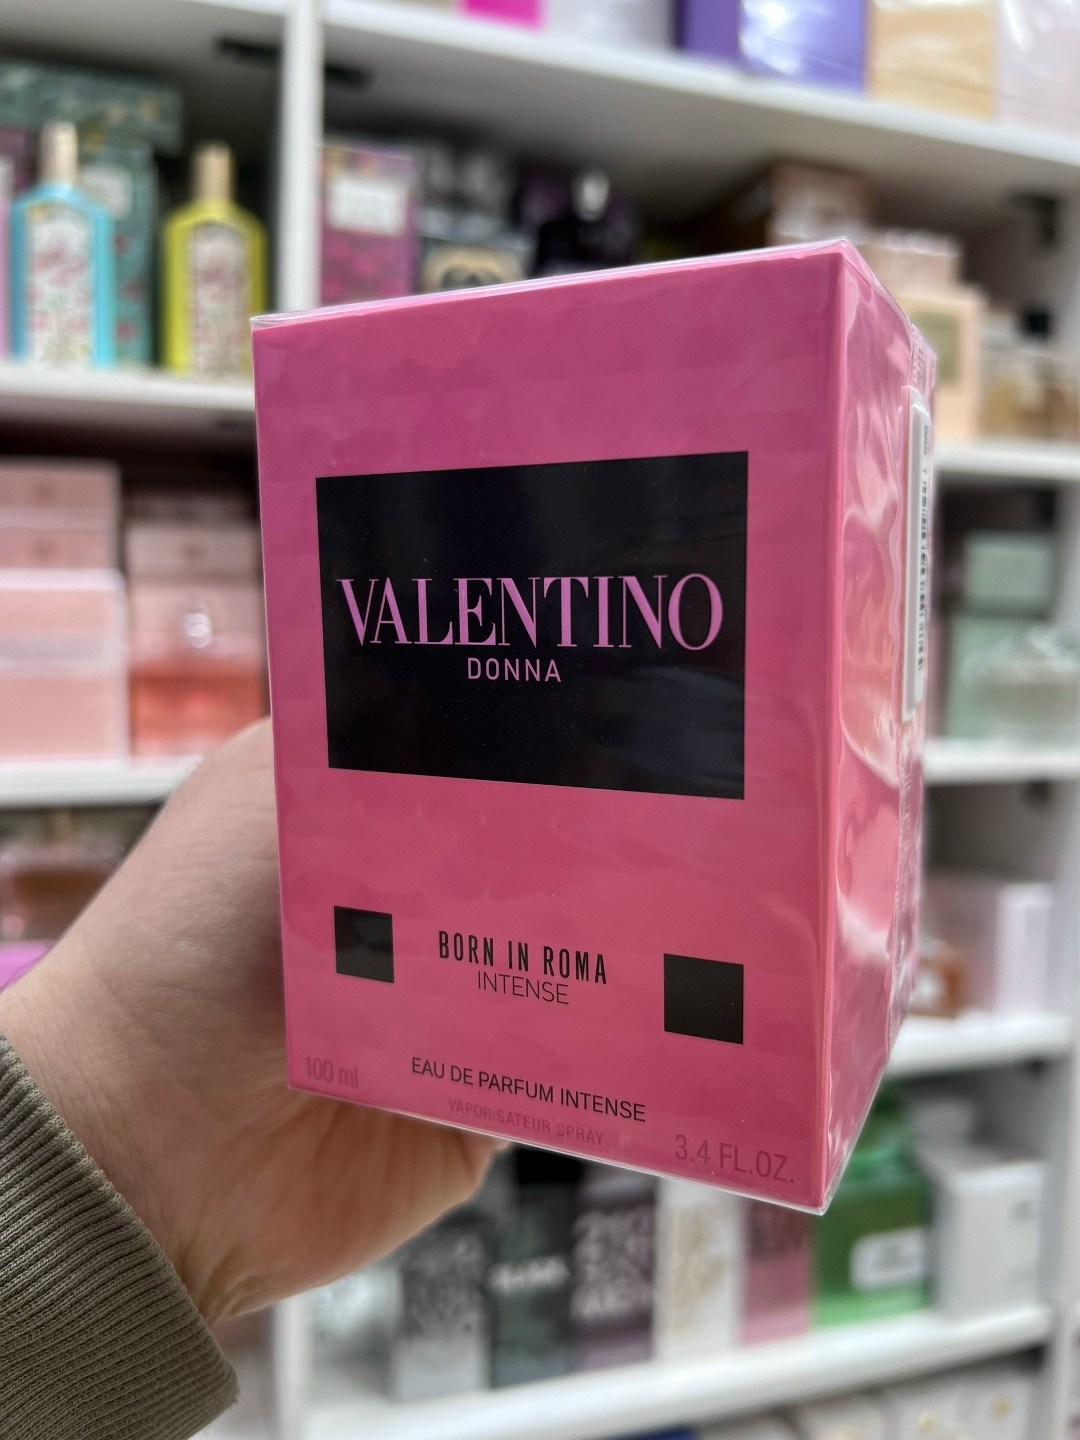 VALENTINO
DONNA
BORN IN ROMA
INTENSE
100 ml
EAU DE PARFUM INTENSE
VAPORISATEUR SPRAY
3.4 FL.OZ.